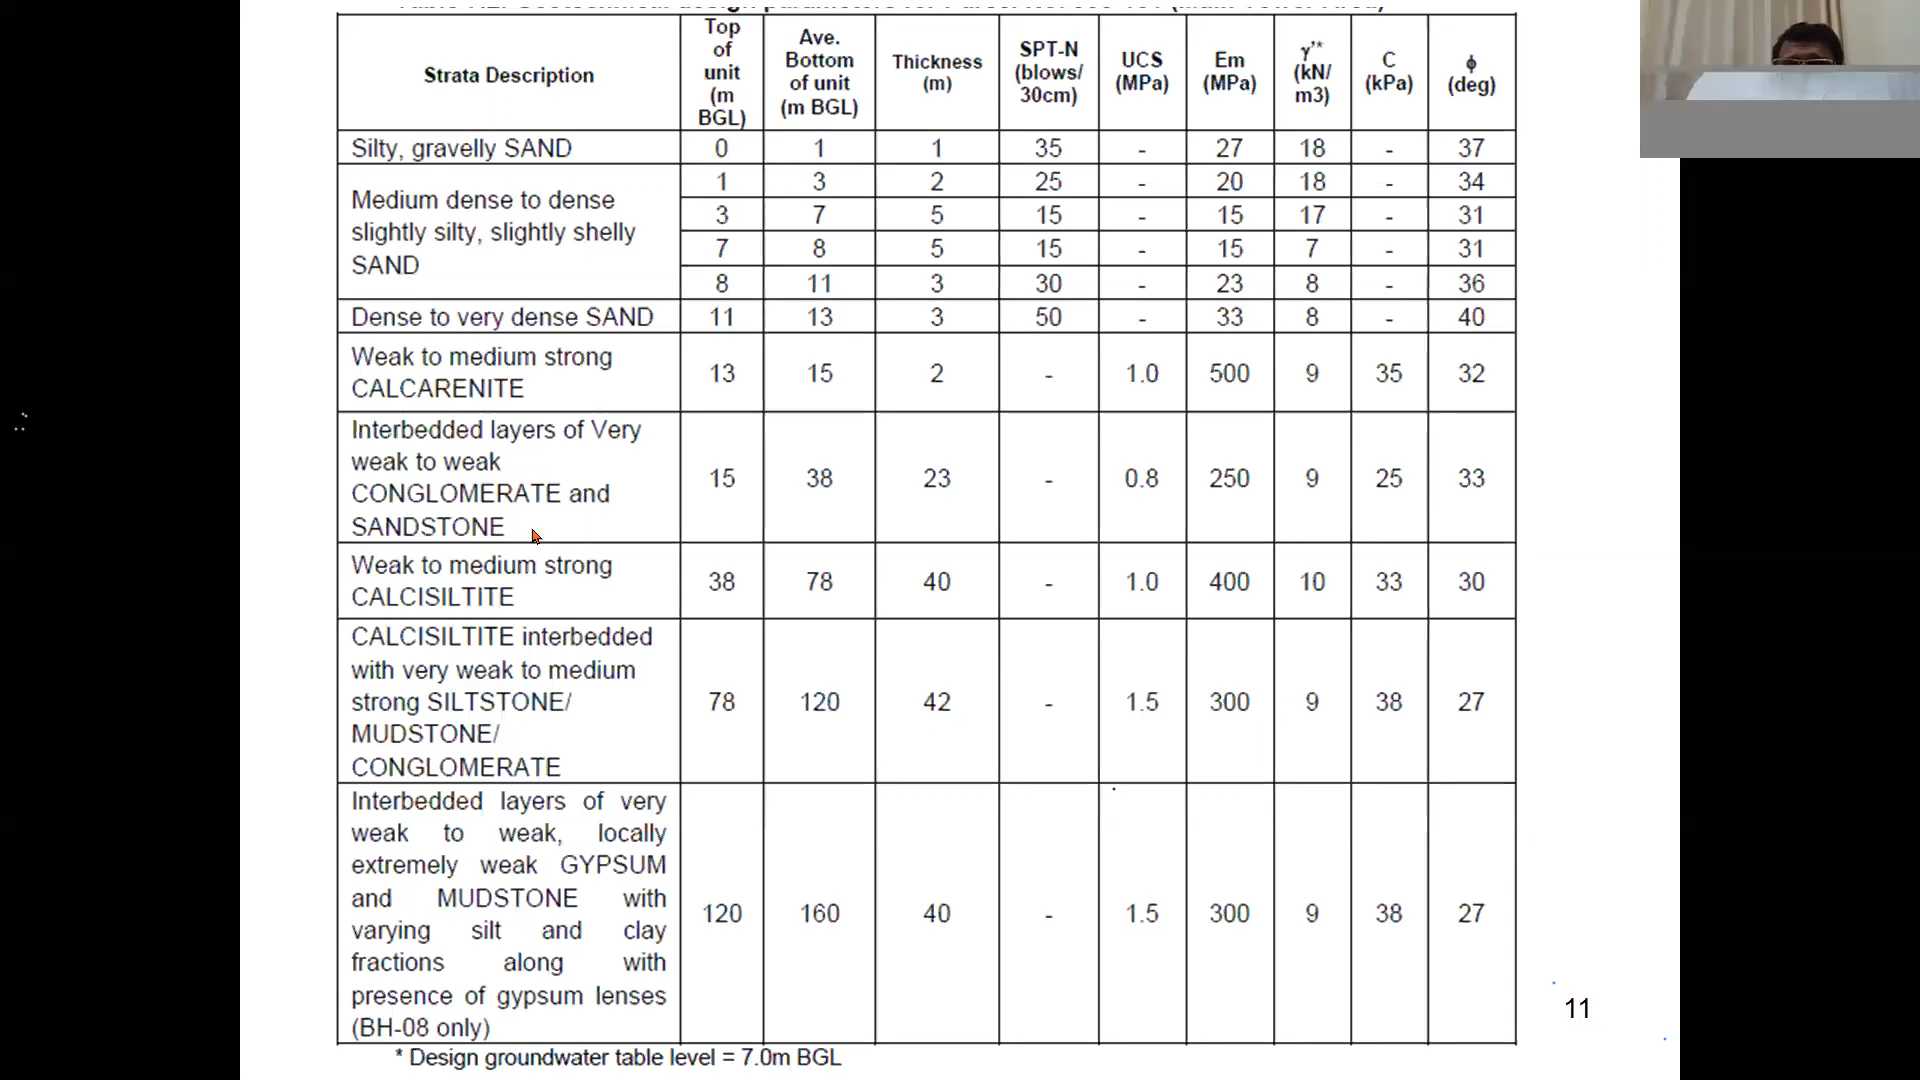 Strata Description
Top of unit (m BGL)
Ave. Bottom of unit (m BGL)
Thickness (m)
SPT-N (blows/ 30cm)
UCS (MPa)
Em (MPa)
γ'* (kN/ m3)
C (kPa)
ϕ (deg)
Silty, gravelly SAND 0 1 1 35 - 27 18 - 37
Medium dense to dense
slightly silty, slightly shelly
SAND
1 3 2 25 - 20 18 - 34
3 7 5 15 - 15 17 - 31
7 8 5 15 - 15 7 - 31
8 11 3 30 - 23 8 - 36
Dense to very dense SAND 11 13 3 50 - 33 8 - 40
Weak to medium strong
CALCARENITE
13 15 2 - 1.0 500 9 35 32
Interbedded layers of Very
weak to weak
CONGLOMERATE and
SANDSTONE
15 38 23 - 0.8 250 9 25 33
Weak to medium strong
CALCISILTITE
38 78 40 - 1.0 400 10 33 30
CALCISILTITE interbedded
with very weak to medium
strong SILTSTONE/
MUDSTONE/
CONGLOMERATE
78 120 42 - 1.5 300 9 38 27
Interbedded layers of very
weak to weak, locally
extremely weak GYPSUM
and MUDSTONE with
varying silt and clay
fractions along with
presence of gypsum lenses
(BH-08 only)
120 160 40 - 1.5 300 9 38 27
* Design groundwater table level = 7.0m BGL
11